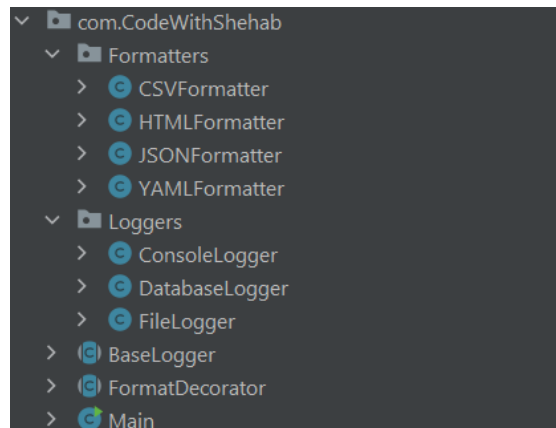 com.CodeWithShehab
Formatters
CSVFormatter
HTMLFormatter
JSONFormatter
YAMLFormatter
Loggers
ConsoleLogger
DatabaseLogger
FileLogger
BaseLogger
FormatDecorator
Main